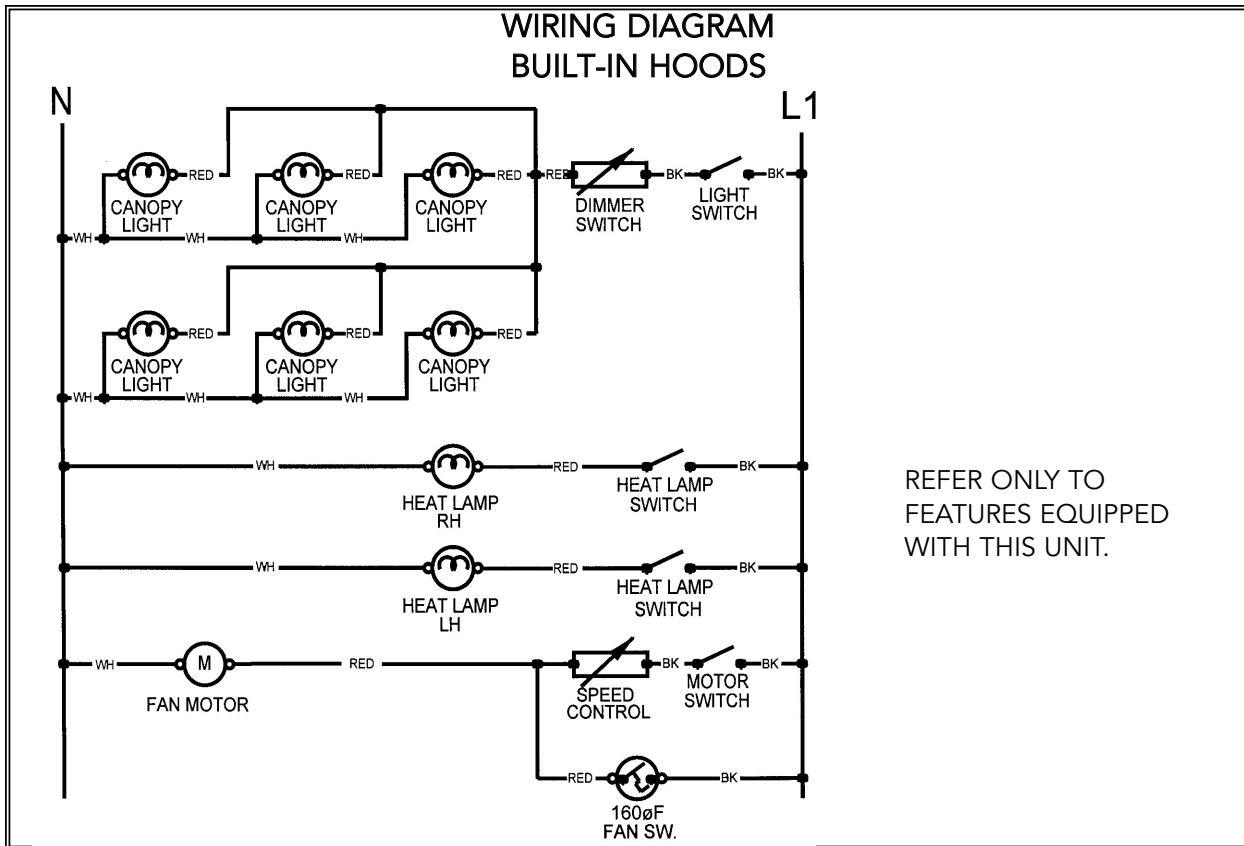 WIRING DIAGRAM
BUILT-IN HOODS
N
L1
RED
RED
RED
RED
BK
BK
CANOPY
LIGHT
CANOPY
LIGHT
CANOPY
LIGHT
DIMMER
SWITCH
LIGHT
SWITCH
WH
WH
WH
RED
RED
RED
CANOPY
LIGHT
CANOPY
LIGHT
CANOPY
LIGHT
WH
WH
WH
WH
RED
BK
HEAT LAMP
RH
HEAT LAMP
SWITCH
WH
RED
BK
HEAT LAMP
LH
HEAT LAMP
SWITCH
WH
M
RED
BK
BK
FAN MOTOR
SPEED
CONTROL
MOTOR
SWITCH
RED
BK
160øF
FAN SW.
REFER ONLY TO
FEATURES EQUIPPED
WITH THIS UNIT.